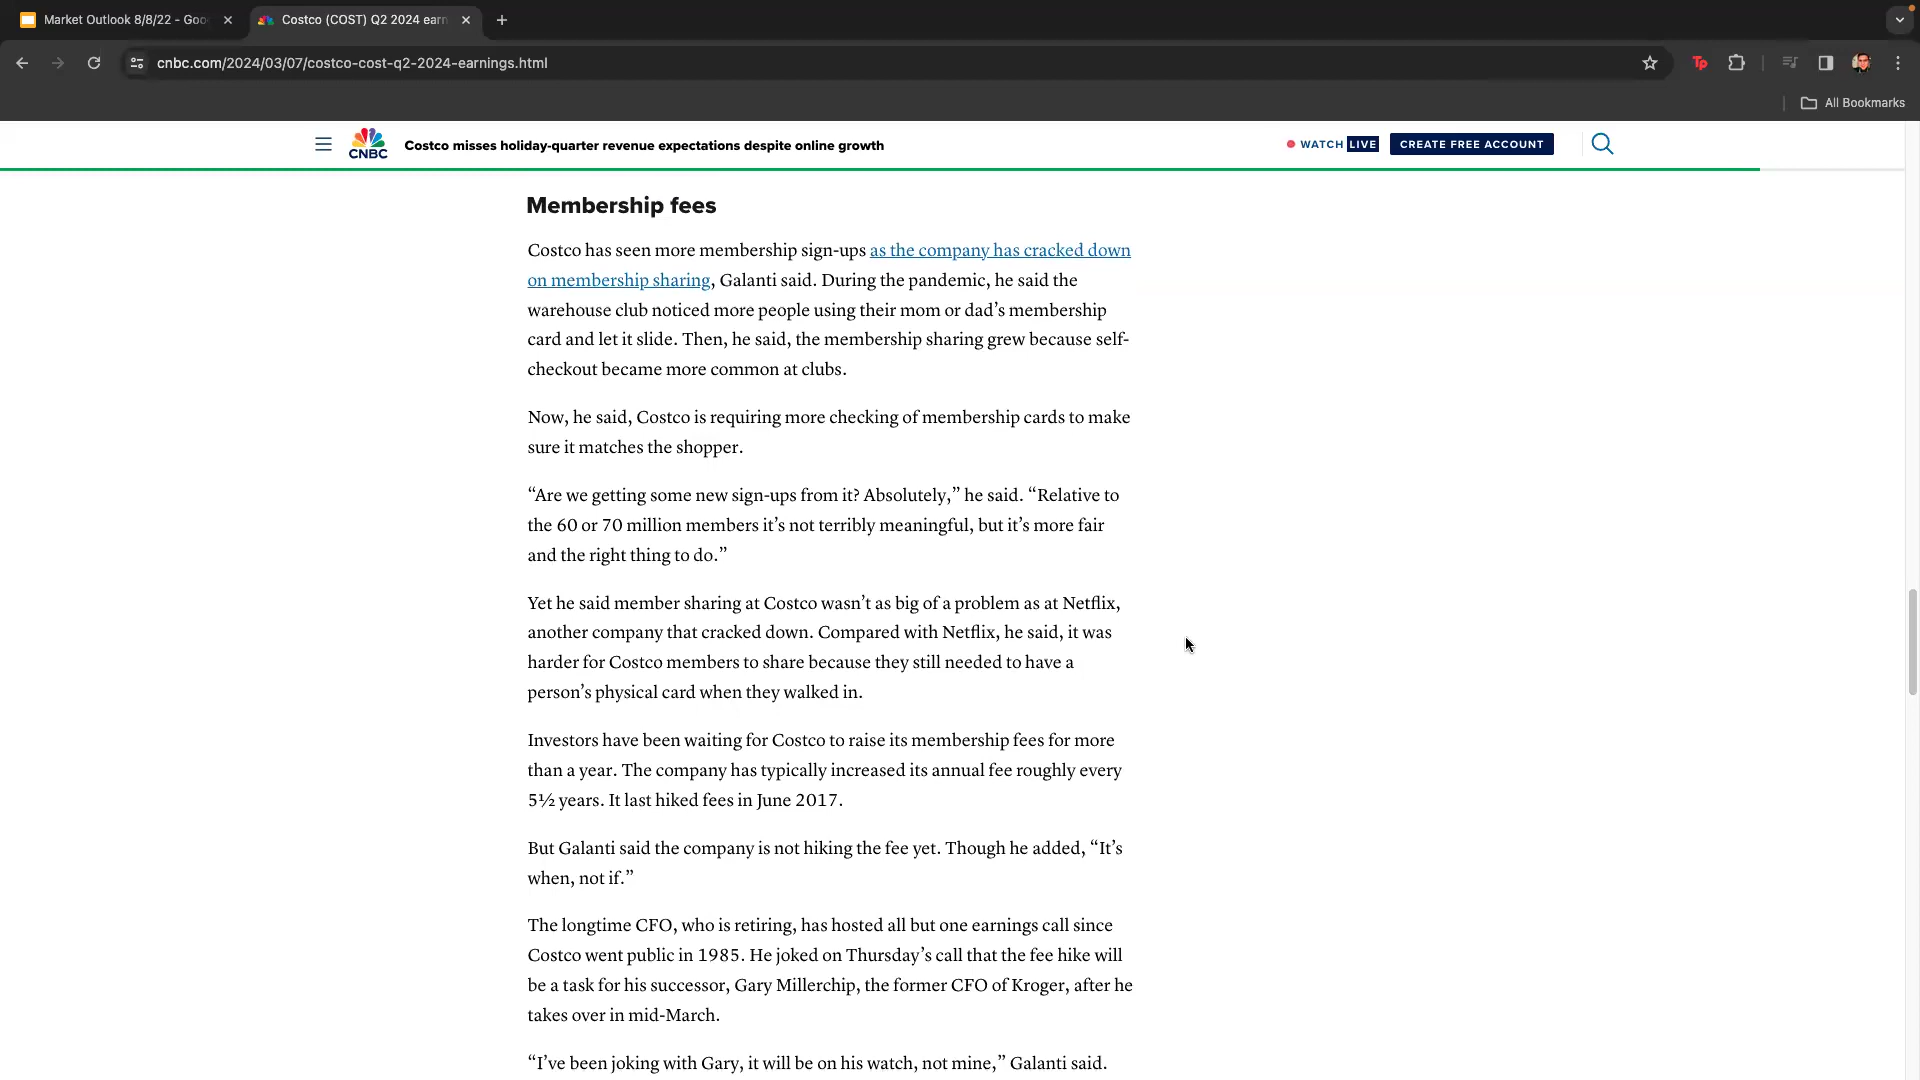 Market Outlook 8/8/22 - Goo
Costco (COST) Q2 2024 earn
cnbc.com/2024/03/07/costco-cost-q2-2024-earnings.html
Tp
All Bookmarks
CNBC
Costco misses holiday-quarter revenue expectations despite online growth
WATCH LIVE
CREATE FREE ACCOUNT
Membership fees
Costco has seen more membership sign-ups as the company has cracked down
on membership sharing, Galanti said. During the pandemic, he said the
warehouse club noticed more people using their mom or dad’s membership
card and let it slide. Then, he said, the membership sharing grew because self-
checkout became more common at clubs.
Now, he said, Costco is requiring more checking of membership cards to make
sure it matches the shopper.
“Are we getting some new sign-ups from it? Absolutely,” he said. “Relative to
the 60 or 70 million members it’s not terribly meaningful, but it’s more fair
and the right thing to do.”
Yet he said member sharing at Costco wasn’t as big of a problem as at Netflix,
another company that cracked down. Compared with Netflix, he said, it was
harder for Costco members to share because they still needed to have a
person’s physical card when they walked in.
Investors have been waiting for Costco to raise its membership fees for more
than a year. The company has typically increased its annual fee roughly every
5½ years. It last hiked fees in June 2017.
But Galanti said the company is not hiking the fee yet. Though he added, “It’s
when, not if.”
The longtime CFO, who is retiring, has hosted all but one earnings call since
Costco went public in 1985. He joked on Thursday’s call that the fee hike will
be a task for his successor, Gary Millerchip, the former CFO of Kroger, after he
takes over in mid-March.
“I’ve been joking with Gary, it will be on his watch, not mine,” Galanti said.